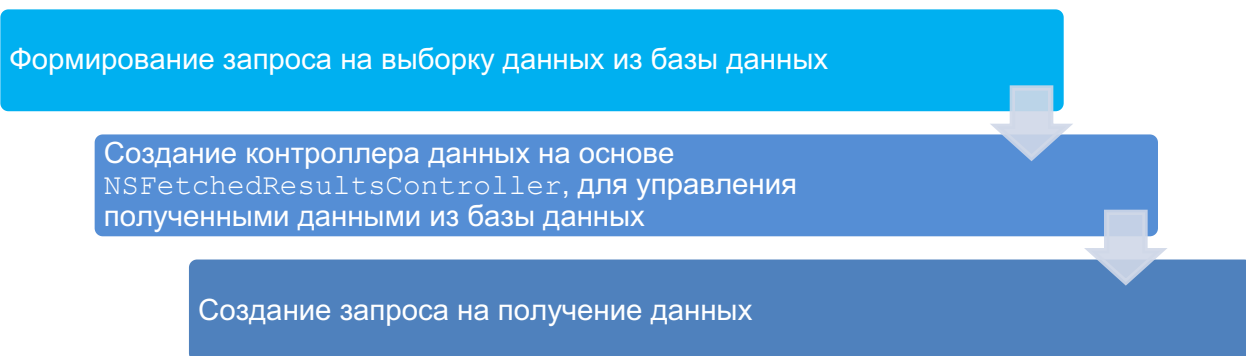 Формирование запроса на выборку данных из базы данных
Создание контроллера данных на основе
NSFetchedResultsController, для управления
полученными данными из базы данных
Создание запроса на получение данных